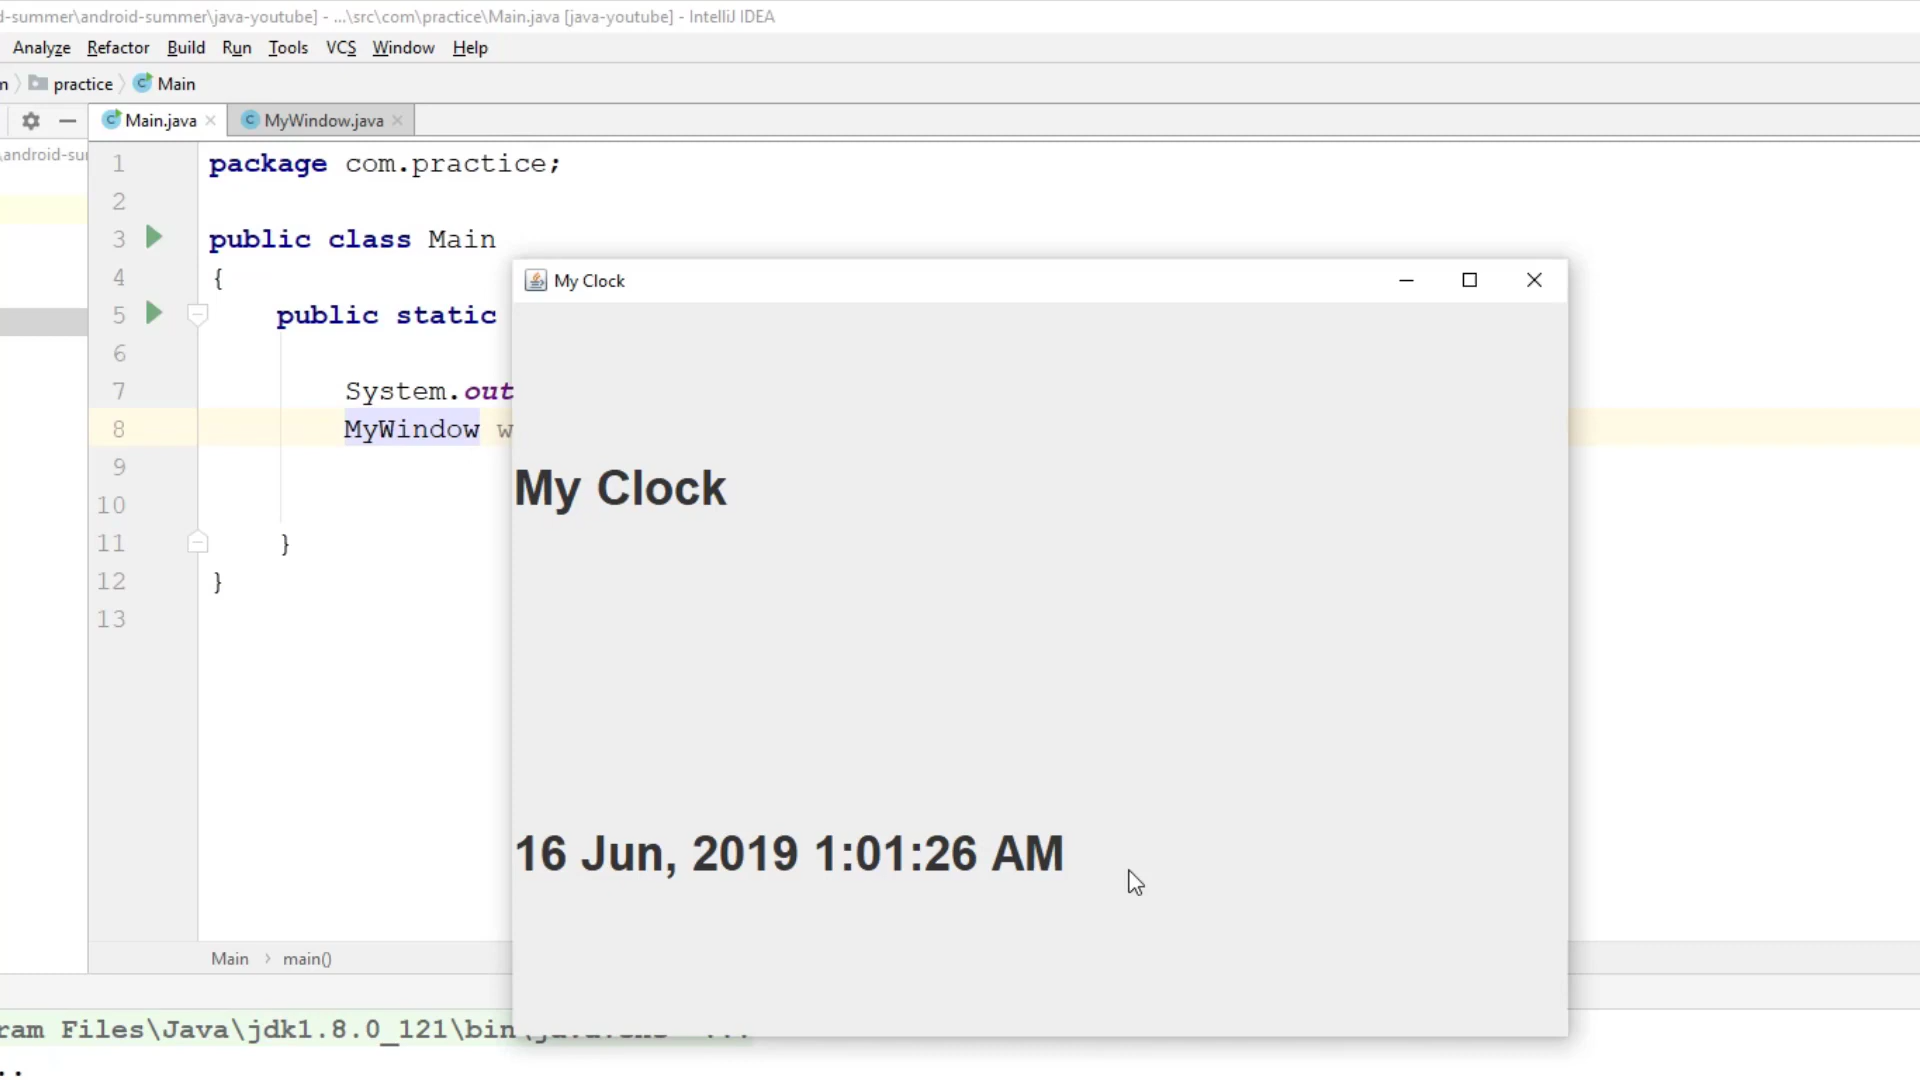 d-summer\android-summer\java-youtube] - ...\src\com\practice\Main.java [java-youtube] - IntelliJ IDEA
Analyze Refactor Build Run Tools VCS Window Help
practice Main
Main.java MyWindow.java
\android-su
1 package com.practice;
2
3 public class Main
4 {
5 public static
6
7 System.out
8 MyWindow w
9
10
11 }
12 }
13
My Clock
My Clock
16 Jun, 2019 1:01:26 AM
Main > main()
ram Files\Java\jdk1.8.0_121\bin\java.exe" ...